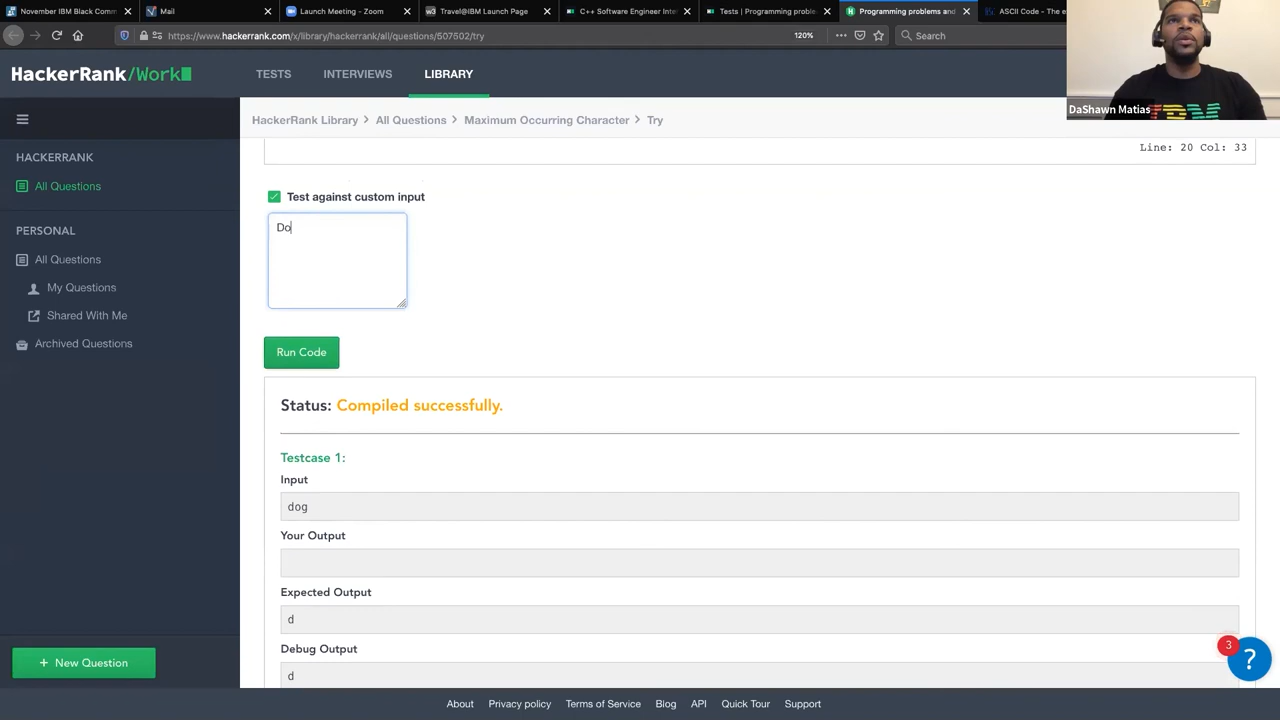 November IBM Black Comm
Mail
Launch Meeting - Zoom
Travel@IBM Launch Page
C++ Software Engineer Inte
Tests | Programming proble
Programming problems and
ASCII Code - The e
https://www.hackerrank.com/x/library/hackerrank/all/questions/507602/try
120%
Search
HackerRank/Work
TESTS
INTERVIEWS
LIBRARY
DaShawn Matias
IBM
HackerRank Library > All Questions > Maximum Occurring Character > Try
HACKERRANK
All Questions
PERSONAL
All Questions
My Questions
Shared With Me
Archived Questions
+ New Question
Line: 20 Col: 33
Test against custom input
Do
Run Code
Status: Compiled successfully.
Testcase 1:
Input
dog
Your Output
Expected Output
d
Debug Output
d
3
?
About
Privacy policy
Terms of Service
Blog
API
Quick Tour
Support